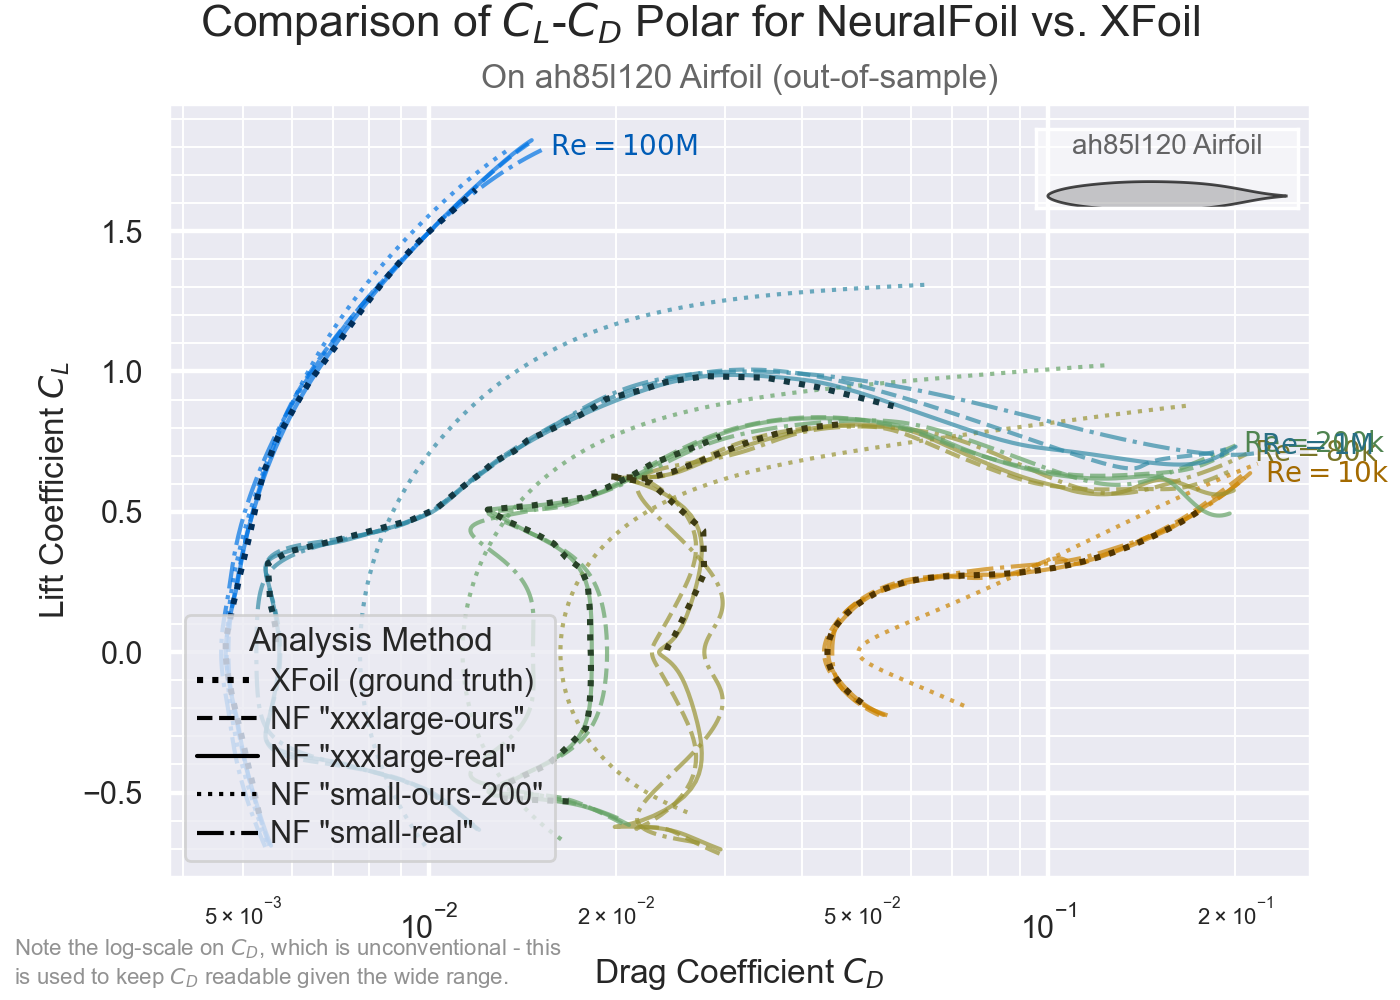 Comparison of C_L-C_D Polar for NeuralFoil vs. XFoil
On ah85l120 Airfoil (out-of-sample)
Re = 100M
ah85l120 Airfoil
1.5
1.0
0.5
0.0
−0.5
Lift Coefficient C_L
Re = 10k
Analysis Method
XFoil (ground truth)
NF "xxxlarge-ours"
NF "xxxlarge-real"
NF "small-ours-200"
NF "small-real"
5 × 10⁻³
10⁻²
2 × 10⁻²
5 × 10⁻²
10⁻¹
2 × 10⁻¹
Drag Coefficient C_D
Note the log-scale on C_D, which is unconventional - this
is used to keep C_D readable given the wide range.